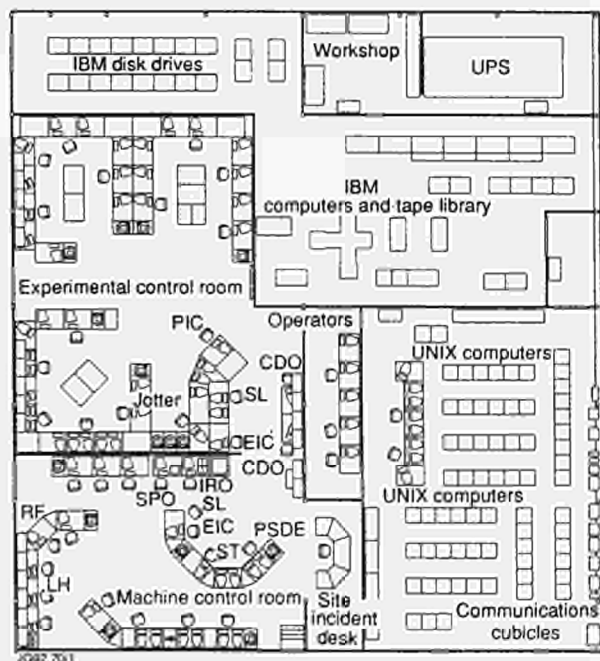 Workshop
IBM disk drives
UPS
IBM
computers and tape library
Experimental control room
PIC
Operators
CDO
UNIX computers
SL
Jotter
EIC
CDO
UNIX computers
IRO
SPO
SL
RF
EIC
PSDE
ST
LH
Machine control room
Site
incident
desk
Communications
cubicles